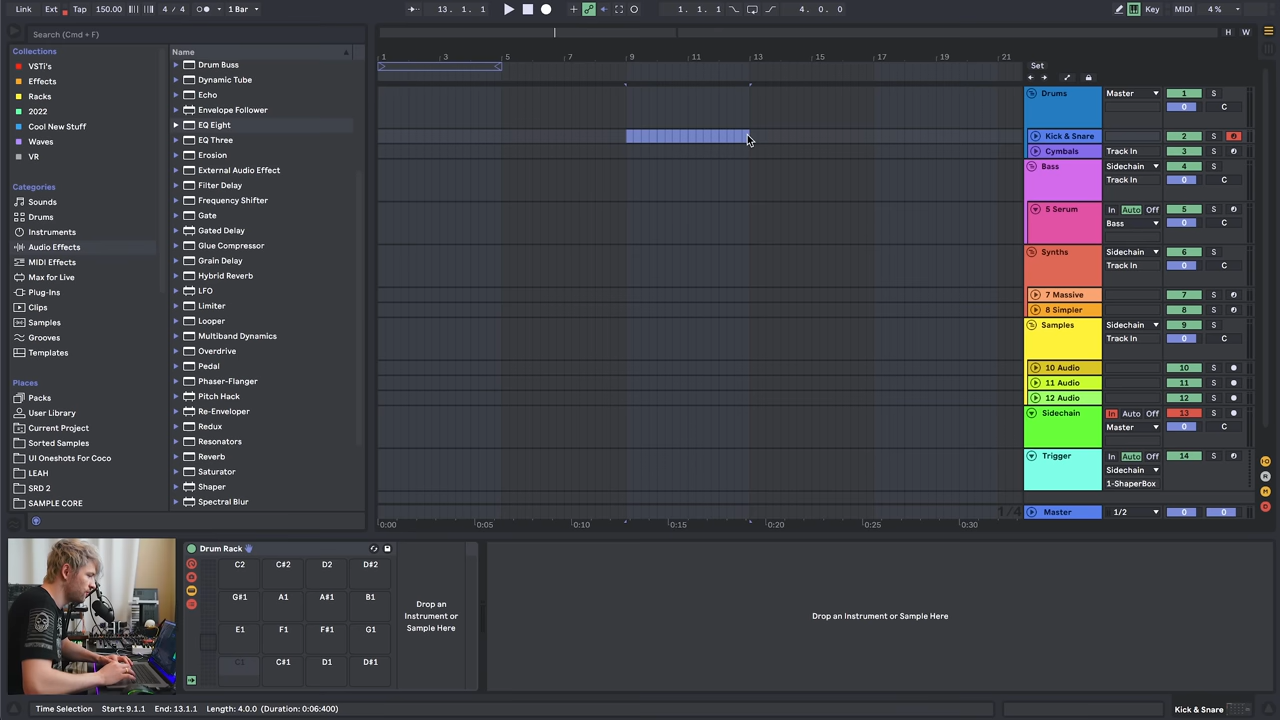 Link Ext Tap 150.00 4 / 4 1 Bar 13. 1. 1 1. 1. 1 4. 0. 0 Key MIDI 4 %
Search (Cmd + F)
H W
Collections
VSTi's
Effects
Racks
2022
Cool New Stuff
Waves
VR
Categories
Sounds
Drums
Instruments
Audio Effects
MIDI Effects
Max for Live
Plug-Ins
Clips
Samples
Grooves
Templates
Places
Packs
User Library
Current Project
Sorted Samples
UI Oneshots For Coco
LEAH
SRD 2
SAMPLE CORE
Name
Drum Buss
Dynamic Tube
Echo
Envelope Follower
EQ Eight
EQ Three
Erosion
External Audio Effect
Filter Delay
Frequency Shifter
Gate
Gated Delay
Glue Compressor
Grain Delay
Hybrid Reverb
LFO
Limiter
Looper
Multiband Dynamics
Overdrive
Pedal
Phaser-Flanger
Pitch Hack
Re-Enveloper
Redux
Resonators
Reverb
Saturator
Shaper
Spectral Blur
1 3 5 7 9 11 13 15 17 19 21
Set
Drums Master 1 S
0 C
Kick & Snare 2 S
Cymbals Track In 3 S
Bass Sidechain 4 S
Track In 0 C
5 Serum In Auto Off 5 S
Bass 0 C
Synths Sidechain 6 S
Track In 0 C
7 Massive 7 S
8 Simpler 8 S
Samples Sidechain 9 S
Track In 0 C
10 Audio 10 S
11 Audio 11 S
12 Audio 12 S
Sidechain In Auto Off 13 S
Master 0 C
Trigger In Auto Off 14 S
Sidechain
1-ShaperBox
1/4 Master 1/2 0 0
0:00 0:05 0:10 0:15 0:20 0:25 0:30
Drum Rack
C2 C#2 D2 D#2
G#1 A1 A#1 B1
E1 F1 F#1 G1
C1 C#1 D1 D#1
Drop an
Instrument or
Sample Here
Drop an Instrument or Sample Here
Time Selection Start: 9.1.1 End: 13.1.1 Length: 4.0.0 (Duration: 0:06:400)
Kick & Snare